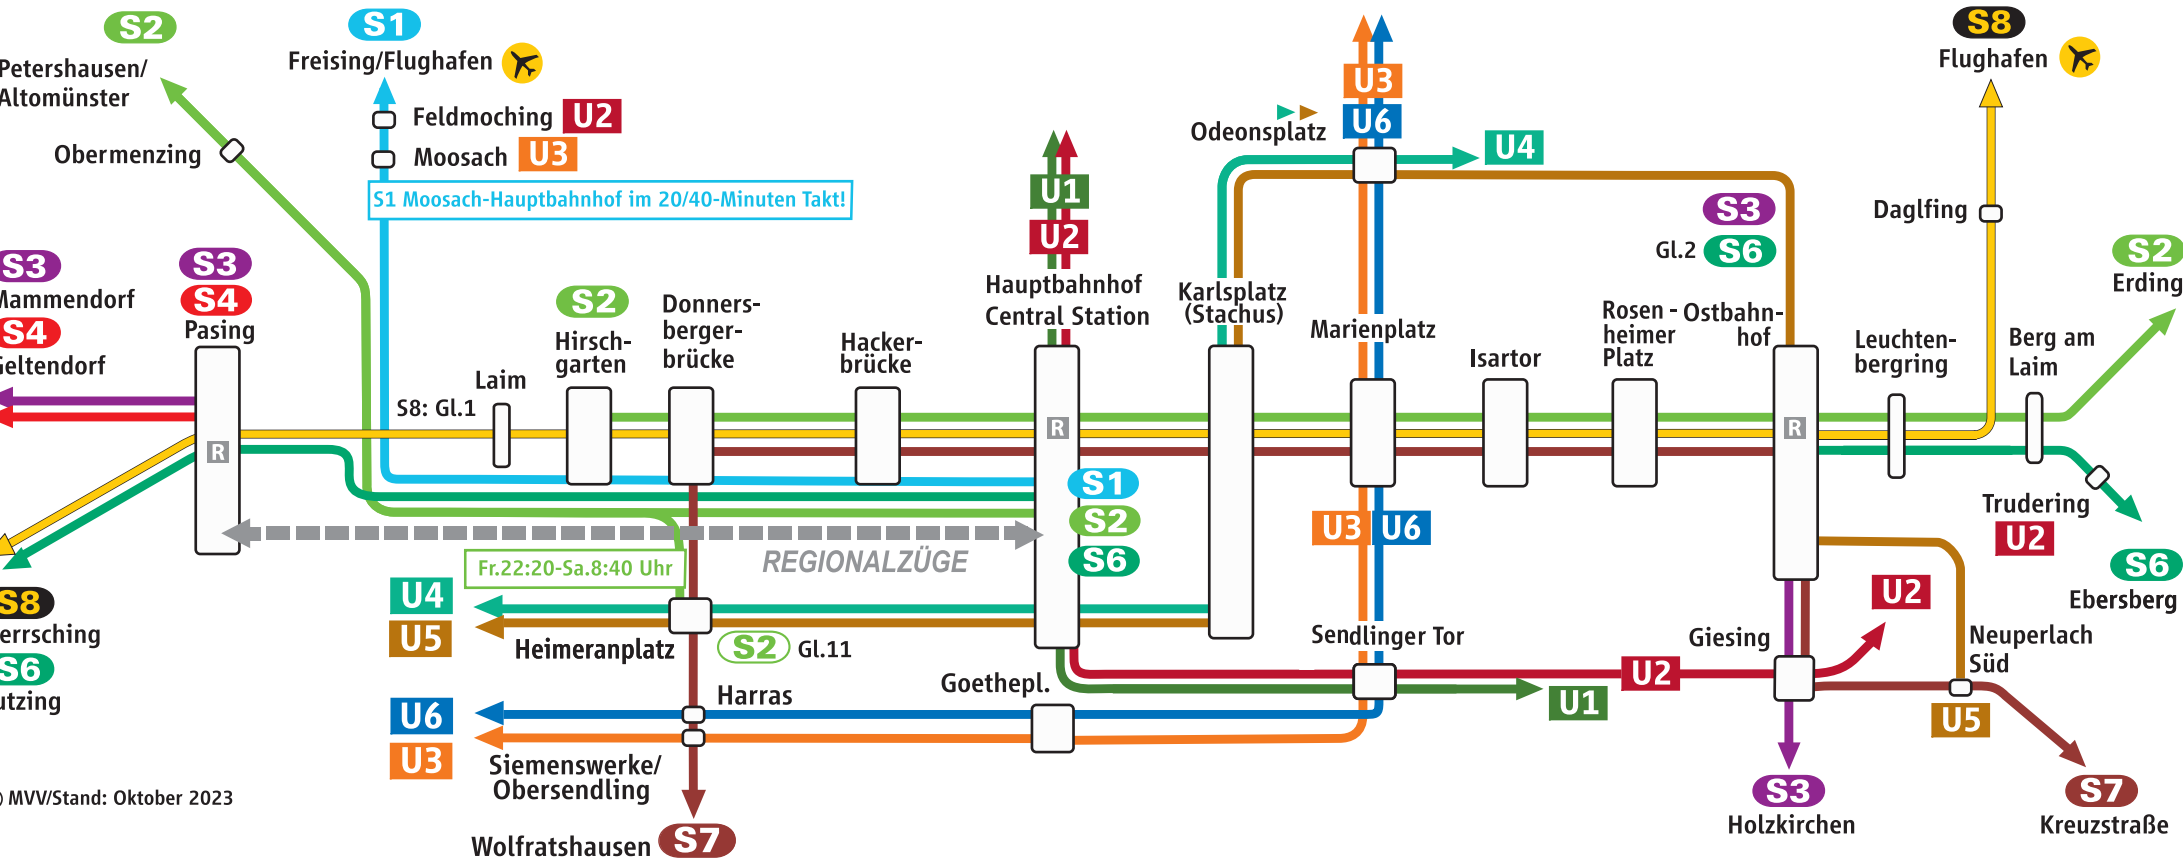 S2
Petershausen/
Altomünster
Obermenzing
S1
Freising/Flughafen
Feldmoching U2
Moosach U3
S1 Moosach-Hauptbahnhof im 20/40-Minuten Takt!
S3
Mammendorf
S4
Geltendorf
S3
S4
Pasing
R
S8
errsching
S6
utzing
S8: Gl.1
Laim
S2
Hirsch-
garten
Donners-
berger-
brücke
Hacker-
brücke
U1
U2
Hauptbahnhof
Central Station
R
S1
S2
S6
Karlsplatz
(Stachus)
Odeonsplatz
U3
U6
U4
Marienplatz
U3 U6
Isartor
Rosen-
heimer
Platz
S3
Gl.2 S6
Ostbahn-
hof
R
Leuchten-
bergring
S8
Flughafen
Daglfing
Berg am
Laim
S2
Erding
Trudering
U2
S6
Ebersberg
REGIONALZÜGE
Fr.22:20-Sa.8:40 Uhr
U4
U5
Heimeranplatz
S2 Gl.11
U6
U3
Harras
Siemenswerke/
Obersendling
Wolfratshausen S7
Goethepl.
Sendlinger Tor
U1
U2
Giesing
U2
Neuperlach
Süd
U5
S3
Holzkirchen
S7
Kreuzstraße
) MVV/Stand: Oktober 2023